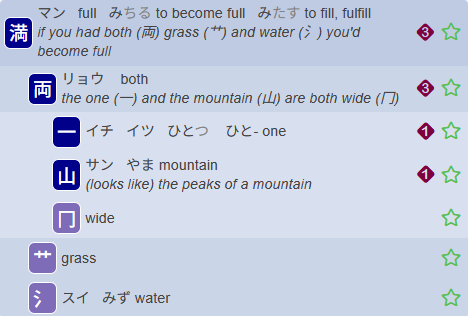 満 マン full みちる to become full みたす to fill, fulfill 3
if you had both (両) grass (艹) and water (氵) you'd
become full
両 リョウ both 3
the one (一) and the mountain (山) are both wide (冂)
一 イチ イツ ひとつ ひと- one 1
山 サン やま mountain 1
(looks like) the peaks of a mountain
冂 wide
艹 grass
氵 スイ みず water